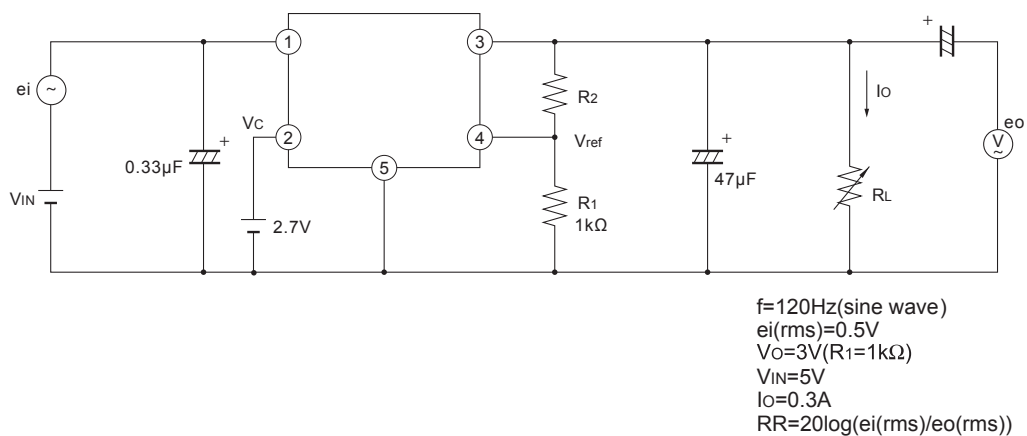 +
1
3
ei
~
R2
IO
eo
VC
+
2
4
Vref
+
V
~
0.33μF
5
47μF
VIN
2.7V
R1
1kΩ
RL
f=120Hz(sine wave)
ei(rms)=0.5V
VO=3V(R1=1kΩ)
VIN=5V
IO=0.3A
RR=20log(ei(rms)/eo(rms))